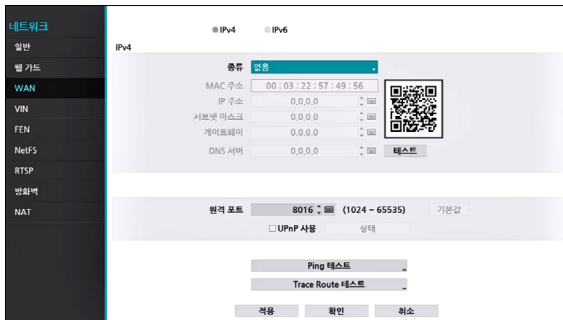 네트워크
일반
웹 가드
WAN
VIN
FEN
NetFS
RTSP
방화벽
NAT
IPv4 IPv6
IPv4
종류 없음
MAC 주소 00 : 03 : 22 : 57 : 49 : 56
IP 주소 0.0.0.0
서브넷 마스크 0.0.0.0
게이트웨이 0.0.0.0
DNS 서버 0.0.0.0 테스트
원격 포트 8016 (1024 ~ 65535) 기본값
UPnP 사용 상태
Ping 테스트
Trace Route 테스트
적용 확인 취소